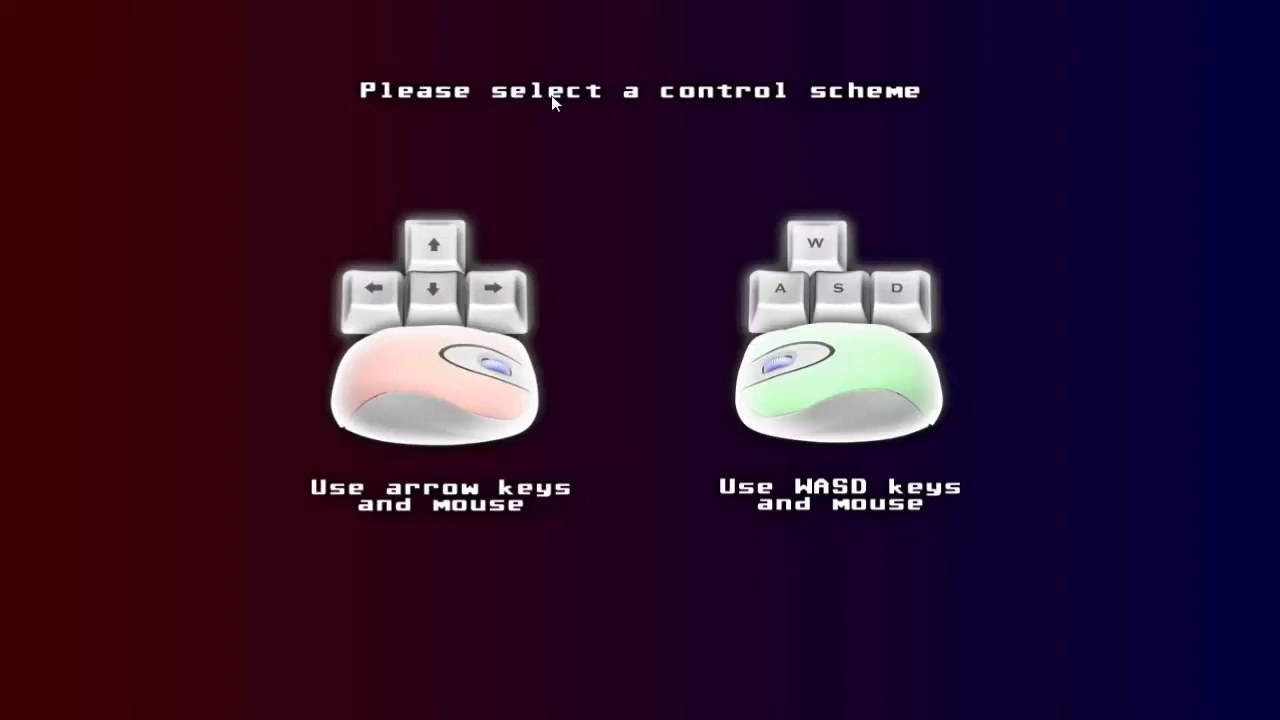 Please select a control scheme
W
A S D
Use arrow keys
and mouse
Use WASD keys
and mouse